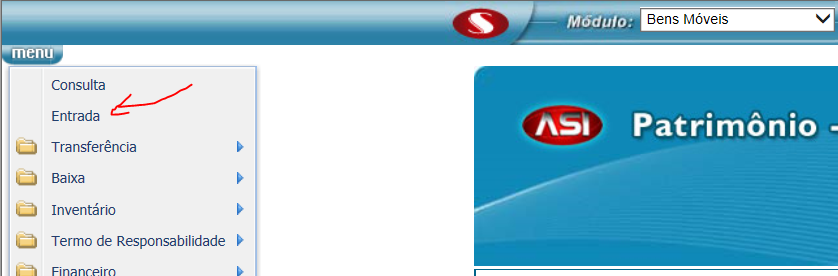 S
Módulo: Bens Móveis
menu
Consulta
Entrada
Transferência
Baixa
Inventário
Termo de Responsabilidade
Financeiro
ASI Patrimônio -